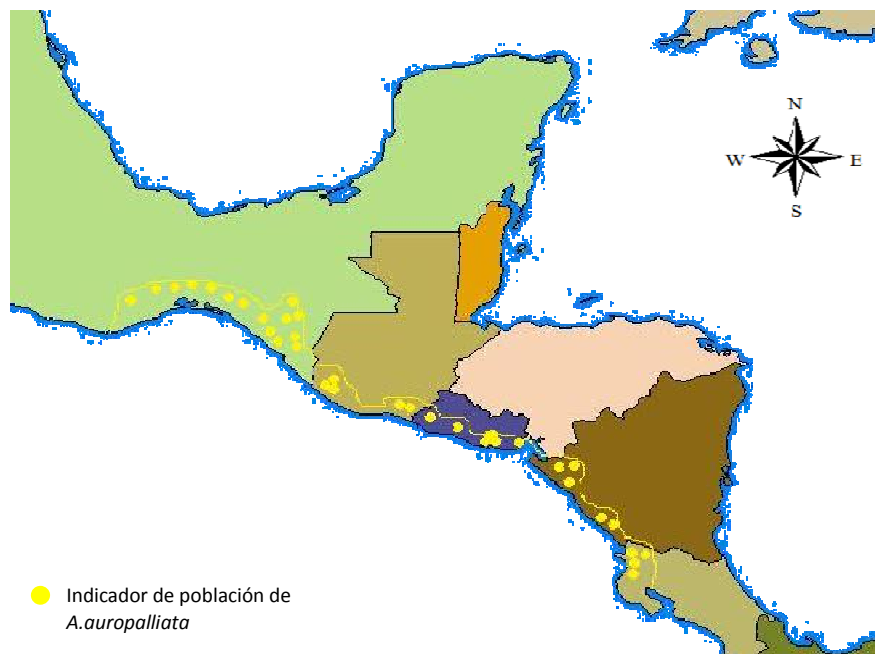 N
W E
S
Indicador de población de
A.auropalliata